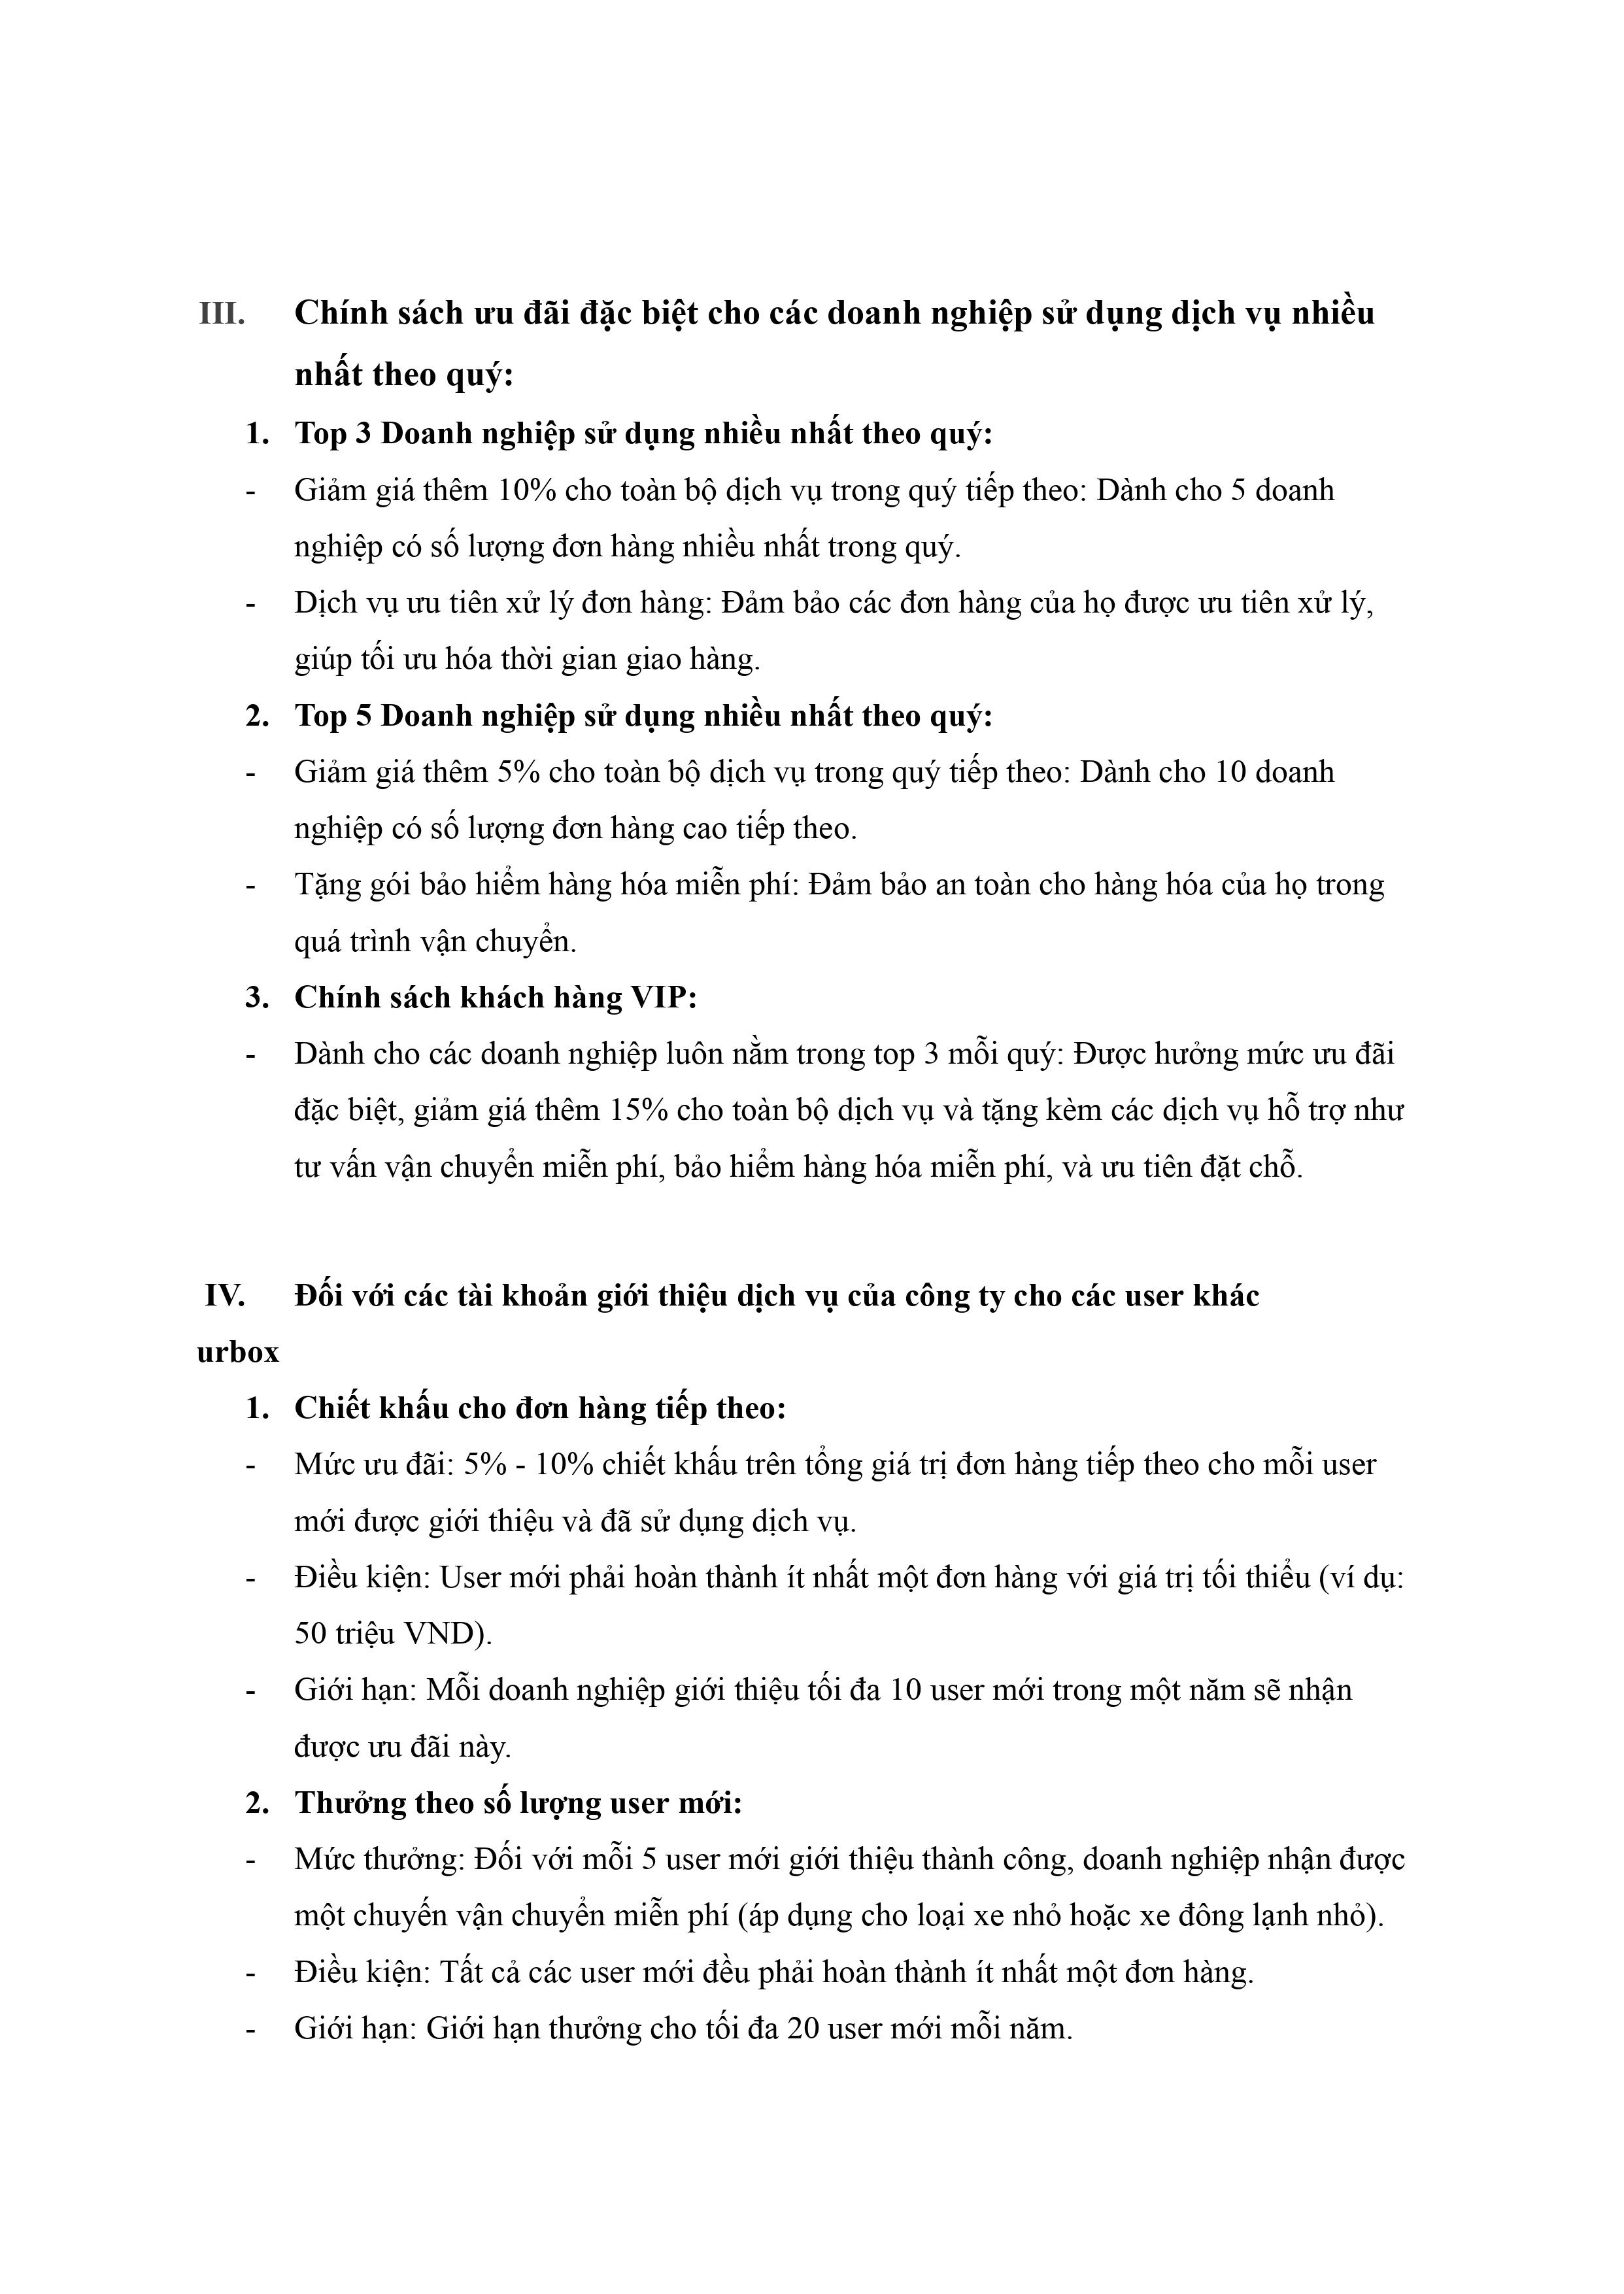 III. Chính sách ưu đãi đặc biệt cho các doanh nghiệp sử dụng dịch vụ nhiều
nhất theo quý:
1. Top 3 Doanh nghiệp sử dụng nhiều nhất theo quý:
- Giảm giá thêm 10% cho toàn bộ dịch vụ trong quý tiếp theo: Dành cho 5 doanh
nghiệp có số lượng đơn hàng nhiều nhất trong quý.
- Dịch vụ ưu tiên xử lý đơn hàng: Đảm bảo các đơn hàng của họ được ưu tiên xử lý,
giúp tối ưu hóa thời gian giao hàng.
2. Top 5 Doanh nghiệp sử dụng nhiều nhất theo quý:
- Giảm giá thêm 5% cho toàn bộ dịch vụ trong quý tiếp theo: Dành cho 10 doanh
nghiệp có số lượng đơn hàng cao tiếp theo.
- Tặng gói bảo hiểm hàng hóa miễn phí: Đảm bảo an toàn cho hàng hóa của họ trong
quá trình vận chuyển.
3. Chính sách khách hàng VIP:
- Dành cho các doanh nghiệp luôn nằm trong top 3 mỗi quý: Được hưởng mức ưu đãi
đặc biệt, giảm giá thêm 15% cho toàn bộ dịch vụ và tặng kèm các dịch vụ hỗ trợ như
tư vấn vận chuyển miễn phí, bảo hiểm hàng hóa miễn phí, và ưu tiên đặt chỗ.
IV. Đối với các tài khoản giới thiệu dịch vụ của công ty cho các user khác
urbox
1. Chiết khấu cho đơn hàng tiếp theo:
- Mức ưu đãi: 5% - 10% chiết khấu trên tổng giá trị đơn hàng tiếp theo cho mỗi user
mới được giới thiệu và đã sử dụng dịch vụ.
- Điều kiện: User mới phải hoàn thành ít nhất một đơn hàng với giá trị tối thiểu (ví dụ:
50 triệu VND).
- Giới hạn: Mỗi doanh nghiệp giới thiệu tối đa 10 user mới trong một năm sẽ nhận
được ưu đãi này.
2. Thưởng theo số lượng user mới:
- Mức thưởng: Đối với mỗi 5 user mới giới thiệu thành công, doanh nghiệp nhận được
một chuyến vận chuyển miễn phí (áp dụng cho loại xe nhỏ hoặc xe đông lạnh nhỏ).
- Điều kiện: Tất cả các user mới đều phải hoàn thành ít nhất một đơn hàng.
- Giới hạn: Giới hạn thưởng cho tối đa 20 user mới mỗi năm.